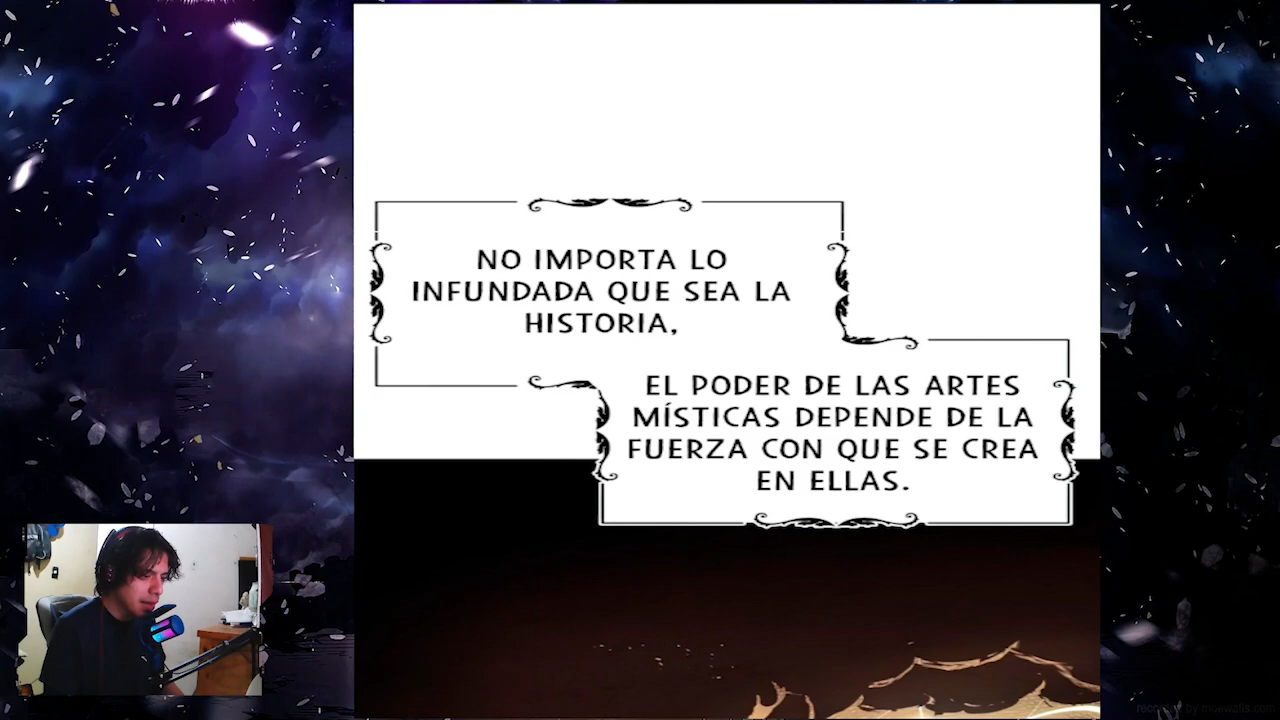 NO IMPORTA LO
INFUNDADA QUE SEA LA
HISTORIA,
EL PODER DE LAS ARTES
MÍSTICAS DEPENDE DE LA
FUERZA CON QUE SE CREA
EN ELLAS.